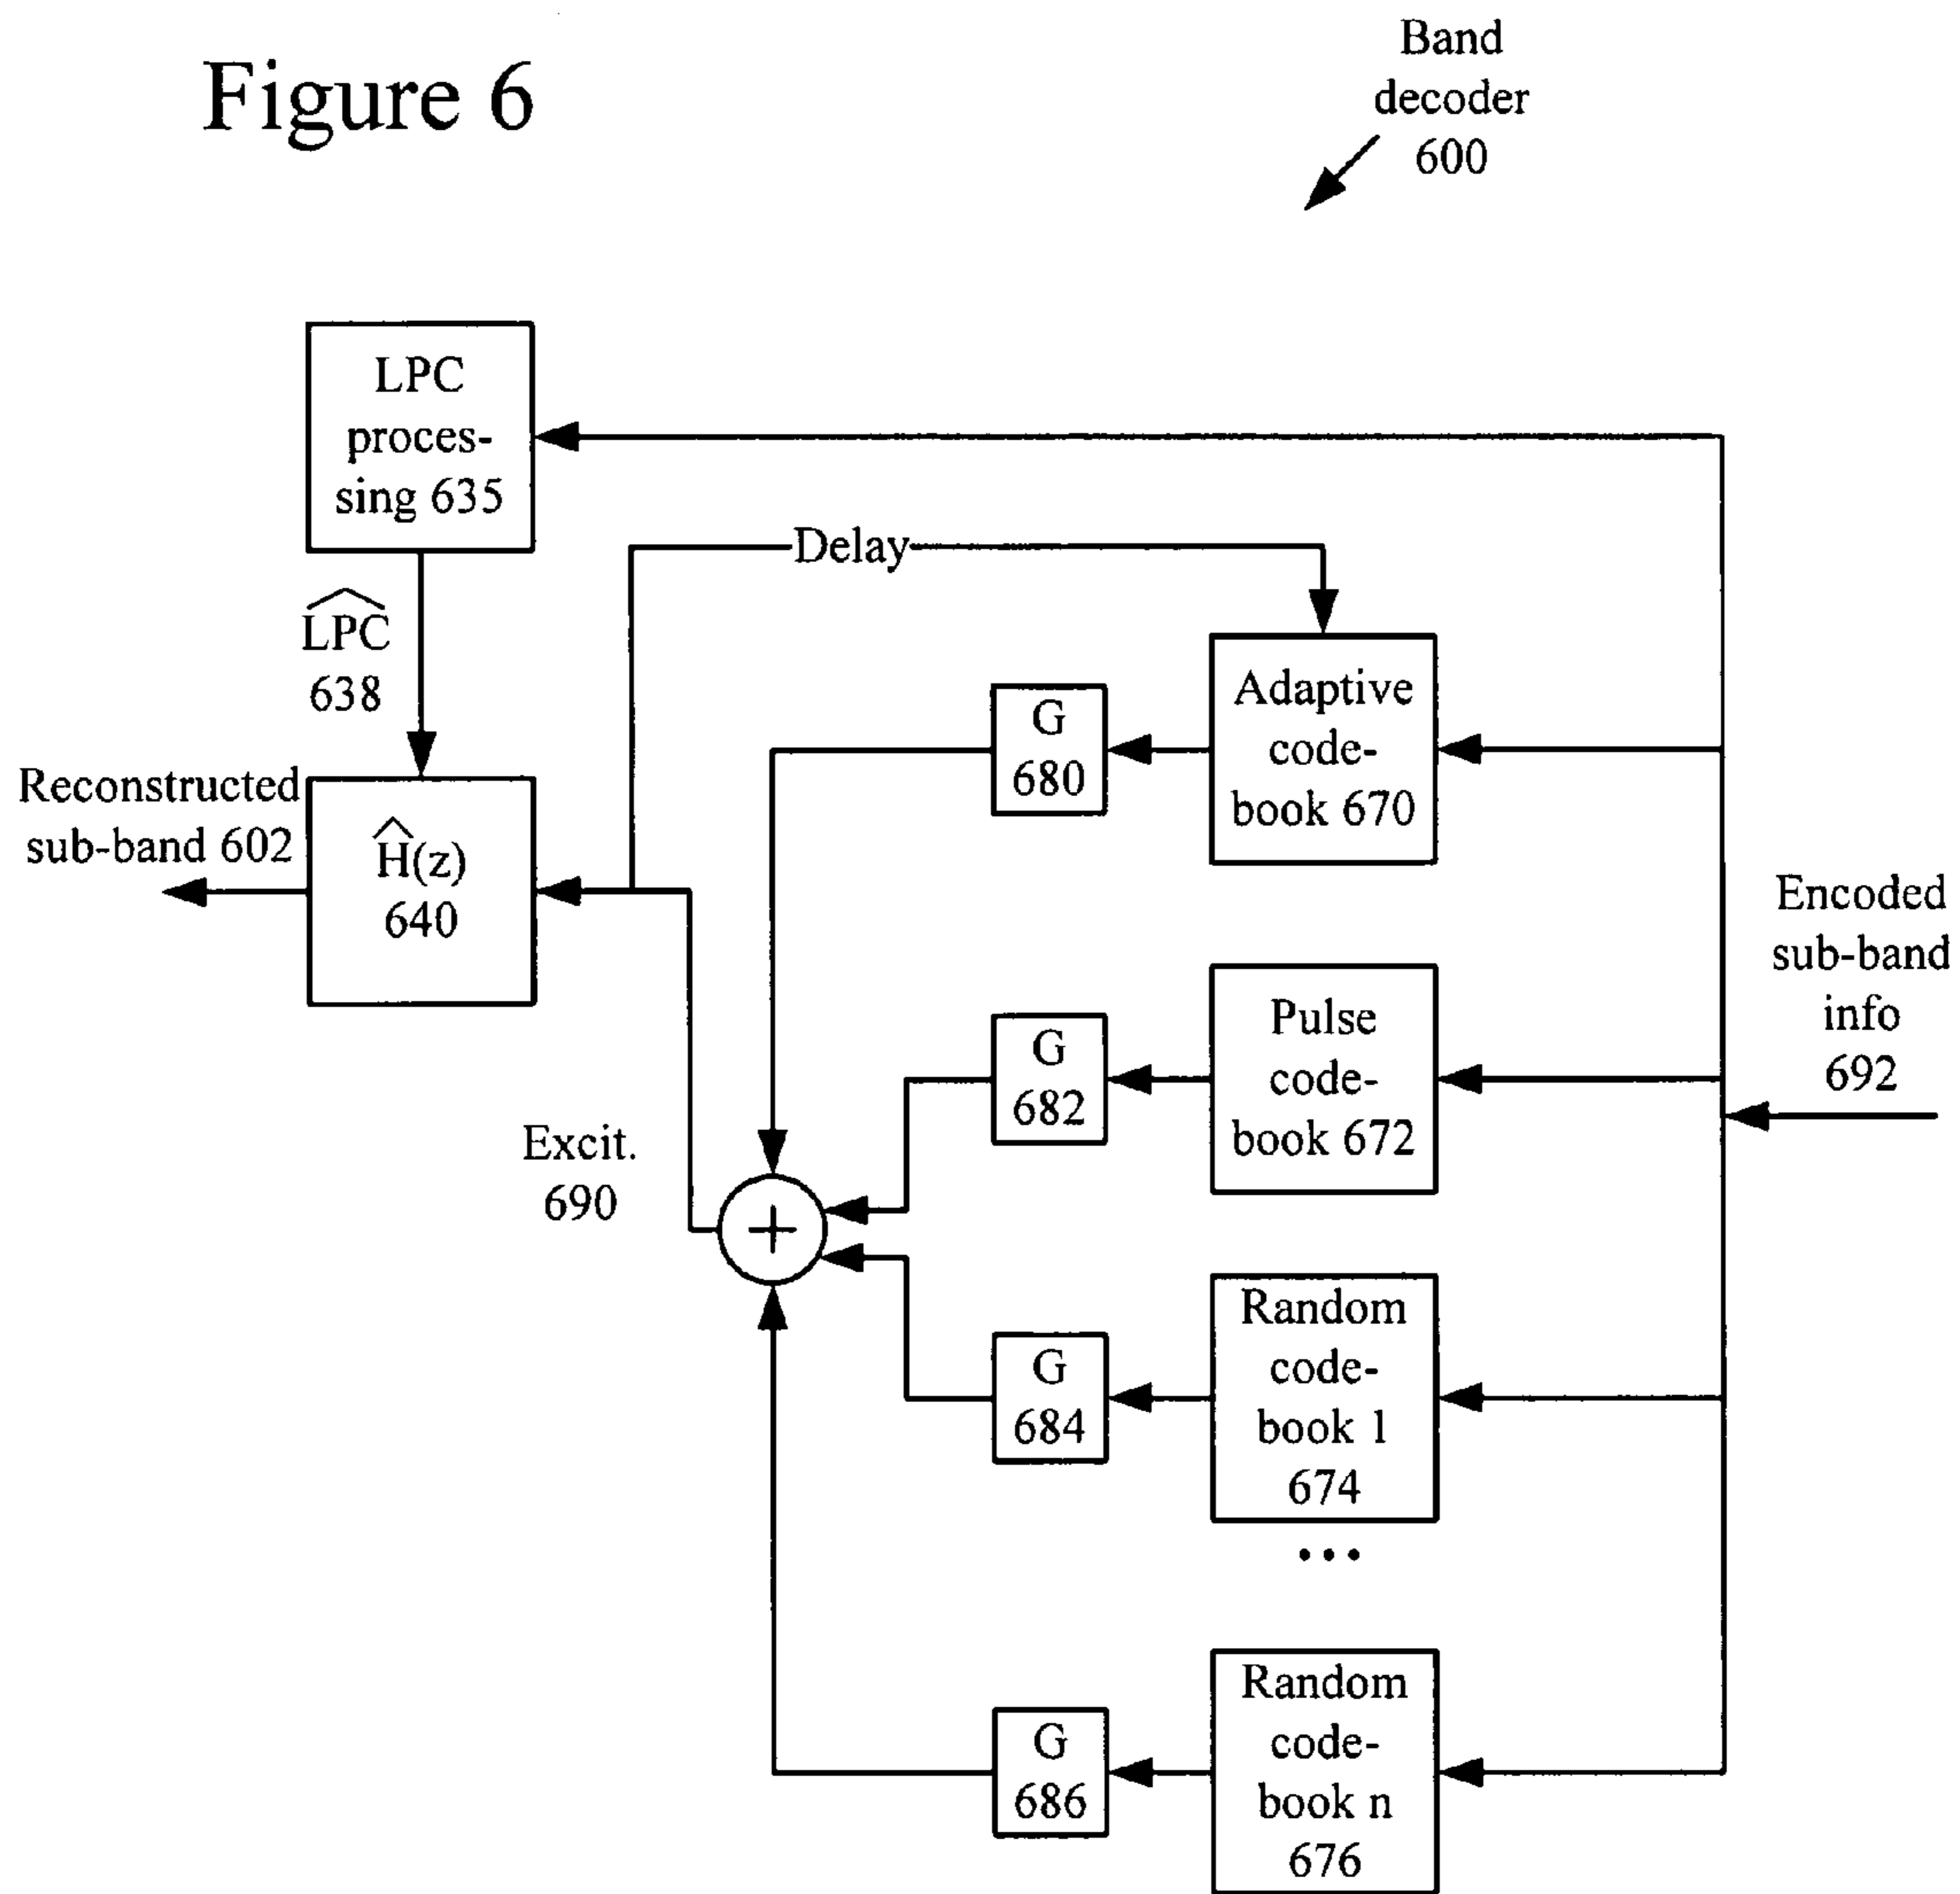 Figure 6
Band
decoder
600
LPC
proces-
sing 635
Delay
LPC
638
Adaptive
code-
book 670
G
680
Reconstructed
sub-band 602
Ĥ(z)
640
Encoded
sub-band
info
692
Pulse
code-
book 672
G
682
Excit.
690
+
Random
code-
book 1
674
G
684
...
Random
code-
book n
676
G
686